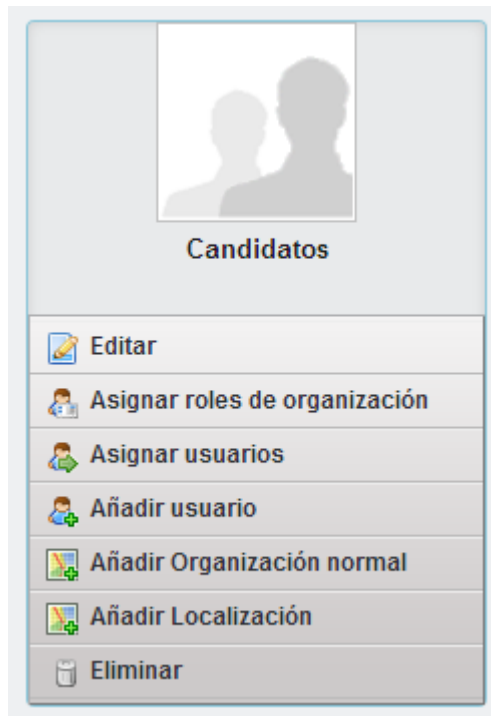 Candidatos
Editar
Asignar roles de organización
Asignar usuarios
Añadir usuario
Añadir Organización normal
Añadir Localización
Eliminar